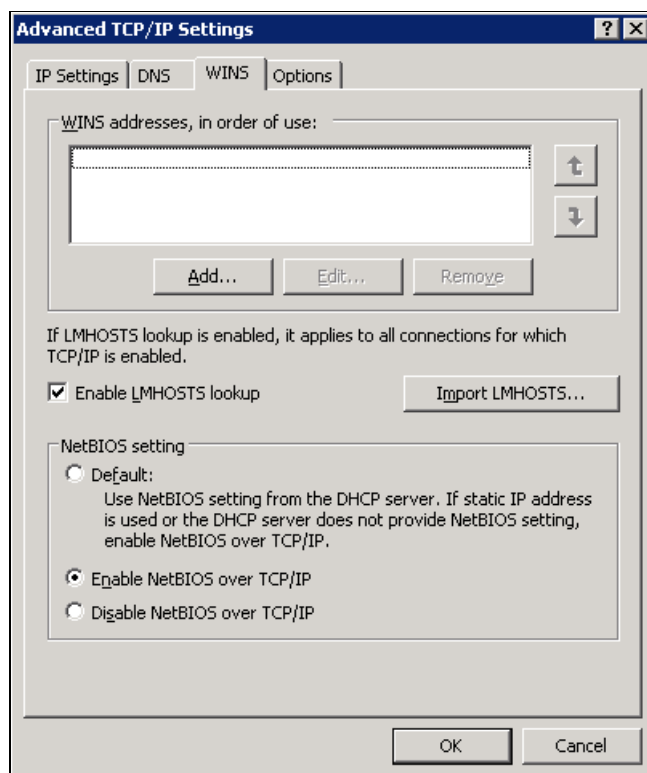 Advanced TCP/IP Settings
IP Settings DNS WINS Options
WINS addresses, in order of use:
Add... Edit... Remove
If LMHOSTS lookup is enabled, it applies to all connections for which
TCP/IP is enabled.
Enable LMHOSTS lookup Import LMHOSTS...
NetBIOS setting
Default:
Use NetBIOS setting from the DHCP server. If static IP address
is used or the DHCP server does not provide NetBIOS setting,
enable NetBIOS over TCP/IP.
Enable NetBIOS over TCP/IP
Disable NetBIOS over TCP/IP
OK Cancel